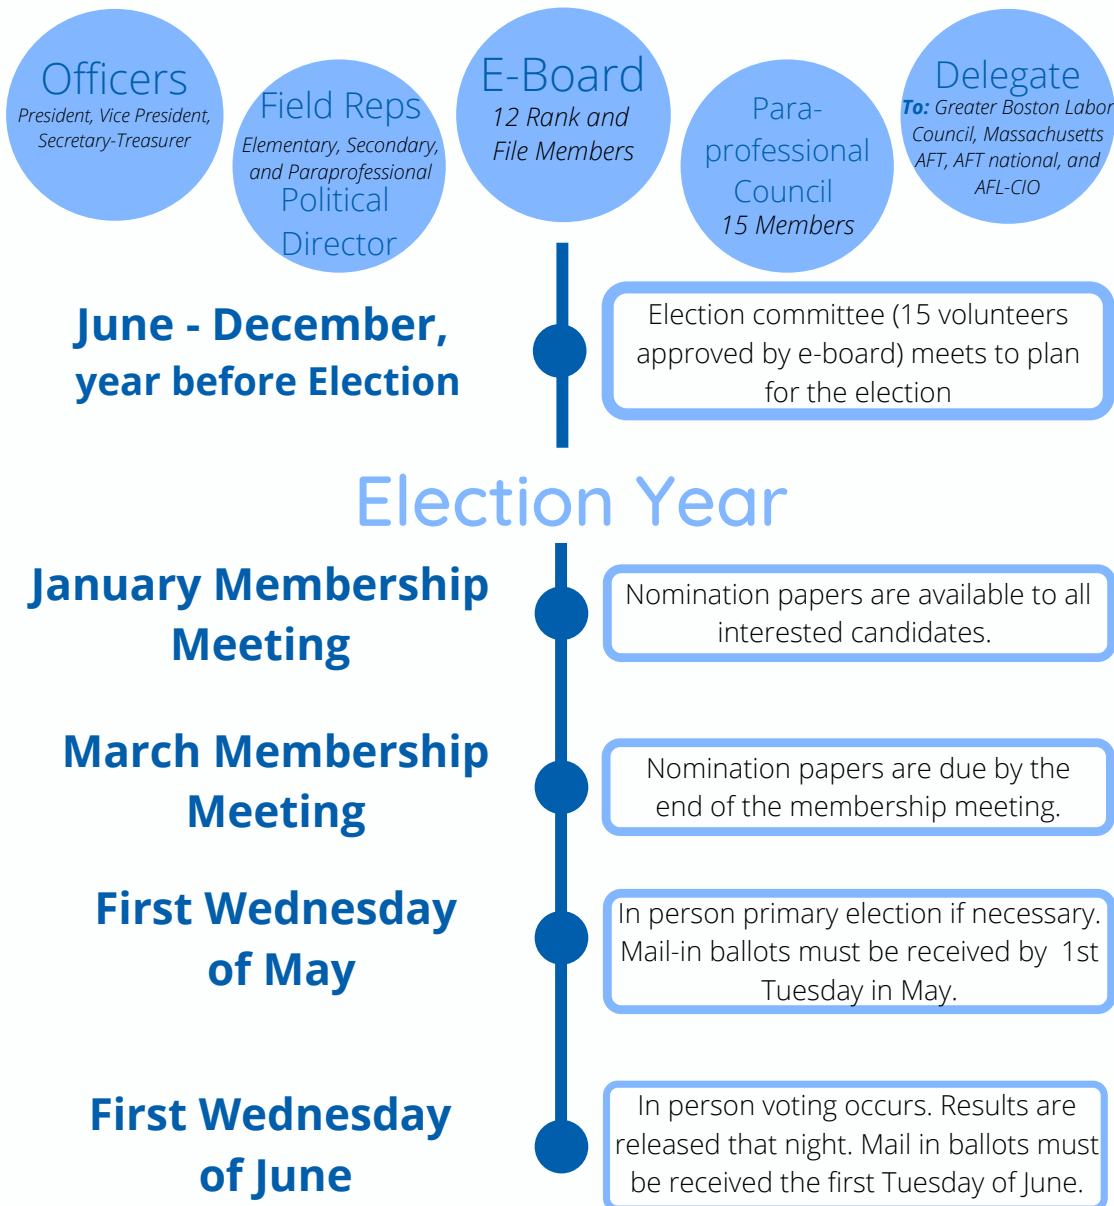 Officers
President, Vice President,
Secretary-Treasurer
Field Reps
Elementary, Secondary,
and Paraprofessional
Political
Director
E-Board
12 Rank and
File Members
Para-
professional
Council
15 Members
Delegate
To: Greater Boston Labor
Council, Massachusetts
AFT, AFT national, and
AFL-CIO
June - December,
year before Election
Election committee (15 volunteers
approved by e-board) meets to plan
for the election
Election Year
January Membership
Meeting
Nomination papers are available to all
interested candidates.
March Membership
Meeting
Nomination papers are due by the
end of the membership meeting.
First Wednesday
of May
In person primary election if necessary.
Mail-in ballots must be received by 1st
Tuesday in May.
First Wednesday
of June
In person voting occurs. Results are
released that night. Mail in ballots must
be received the first Tuesday of June.